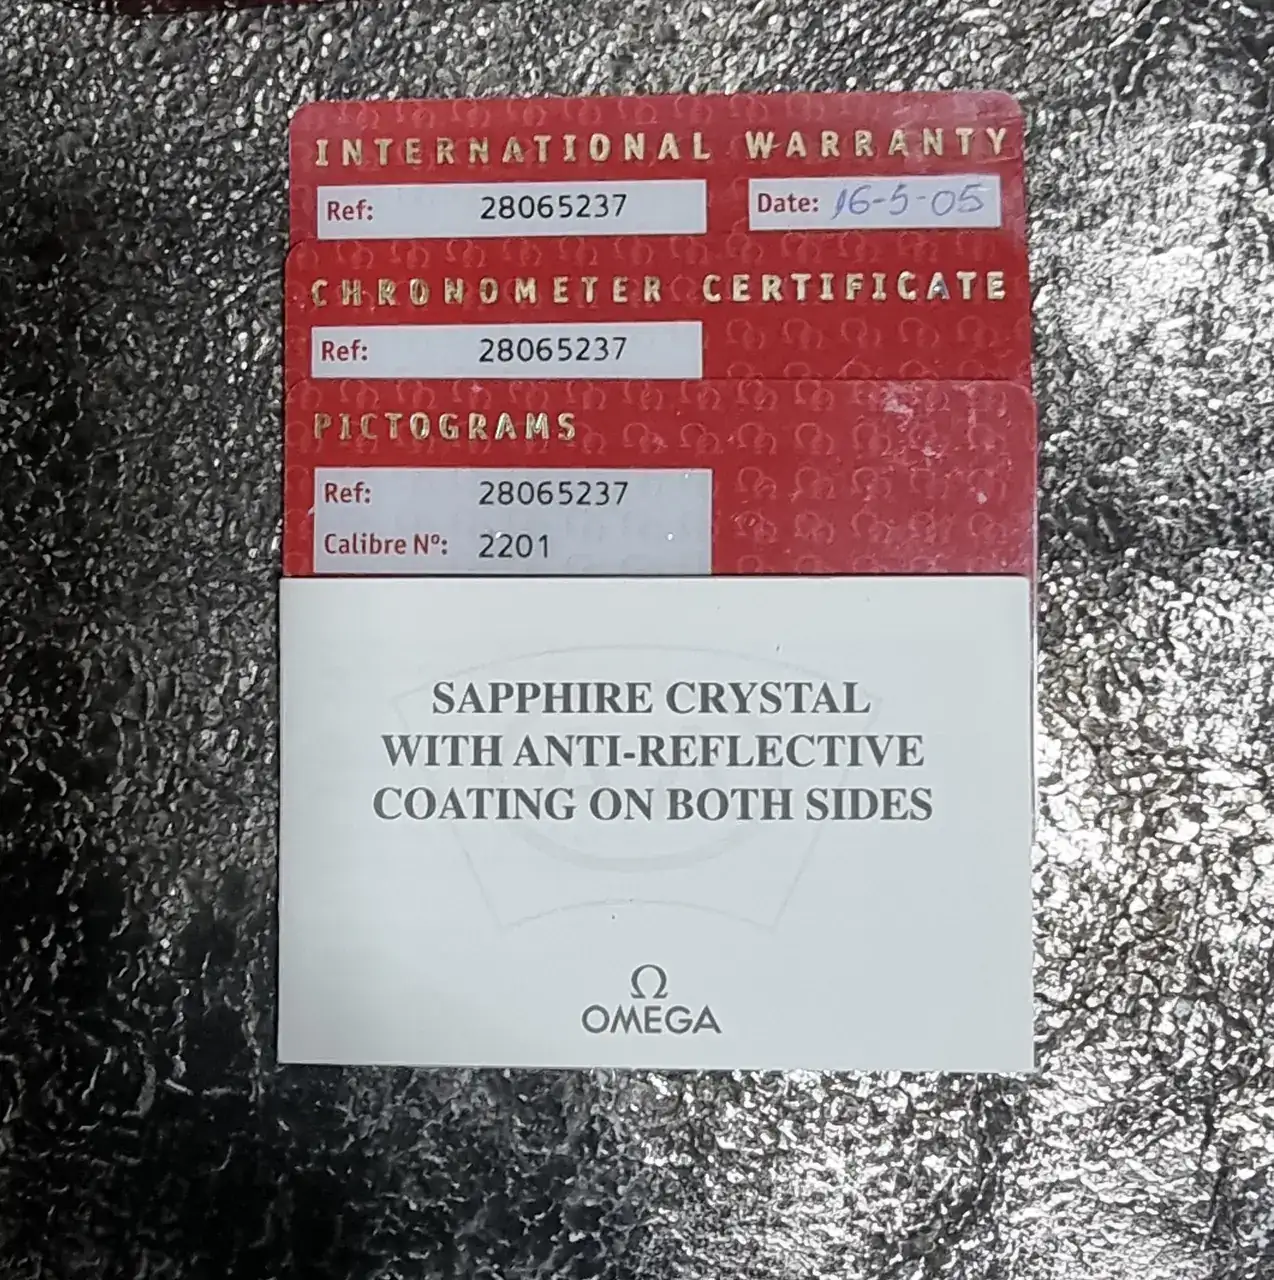 INTERNATIONAL WARRANTY
Ref: 28065237 Date: 16-5-05
CHRONOMETER CERTIFICATE
Ref: 28065237
PICTOGRAMS
Ref: 28065237
Calibre Nº: 2201
SAPPHIRE CRYSTAL
WITH ANTI-REFLECTIVE
COATING ON BOTH SIDES
Ω
OMEGA